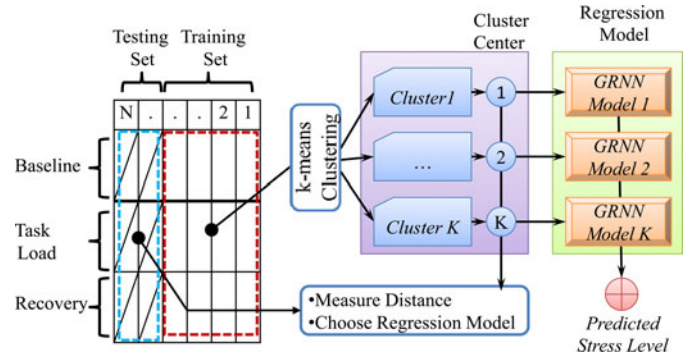 Testing
Set
Training
Set
Cluster
Center
Regression
Model
N . . . 2 1
Baseline
Task
Load
Recovery
k-means
Clustering
Cluster1
...
Cluster K
1
2
K
GRNN
Model 1
GRNN
Model 2
GRNN
Model K
•Measure Distance
•Choose Regression Model
Predicted
Stress Level